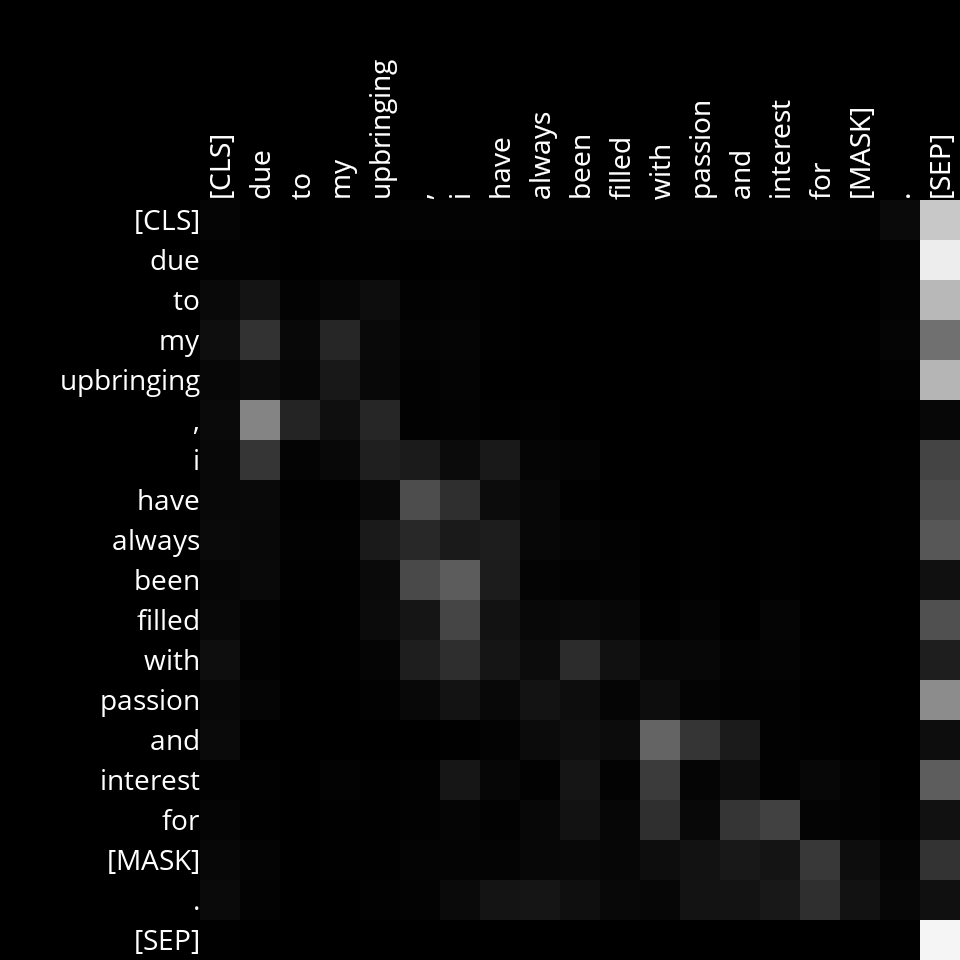 [CLS] due to my upbringing , i have always been filled with passion and interest for [MASK] . [SEP]
[CLS]
due
to
my
upbringing
,
i
have
always
been
filled
with
passion
and
interest
for
[MASK]
.
[SEP]